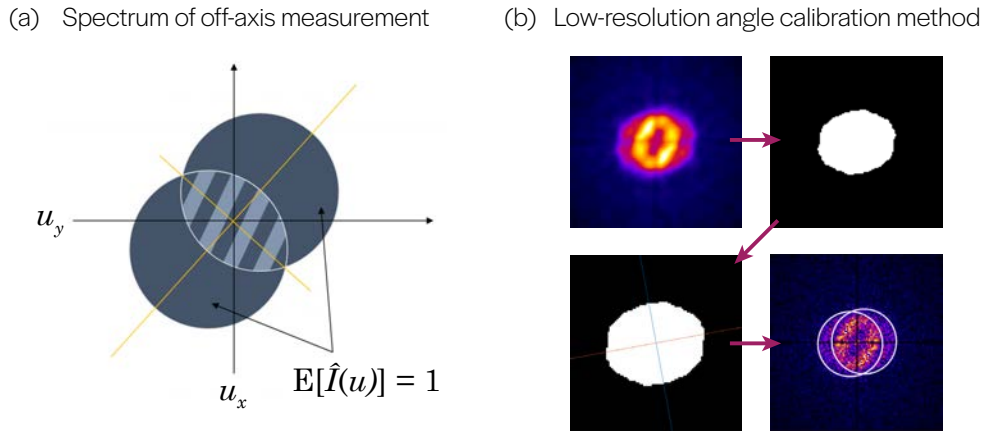 (a) Spectrum of off-axis measurement
(b) Low-resolution angle calibration method
u_y
E[Î(u)] = 1
u_x